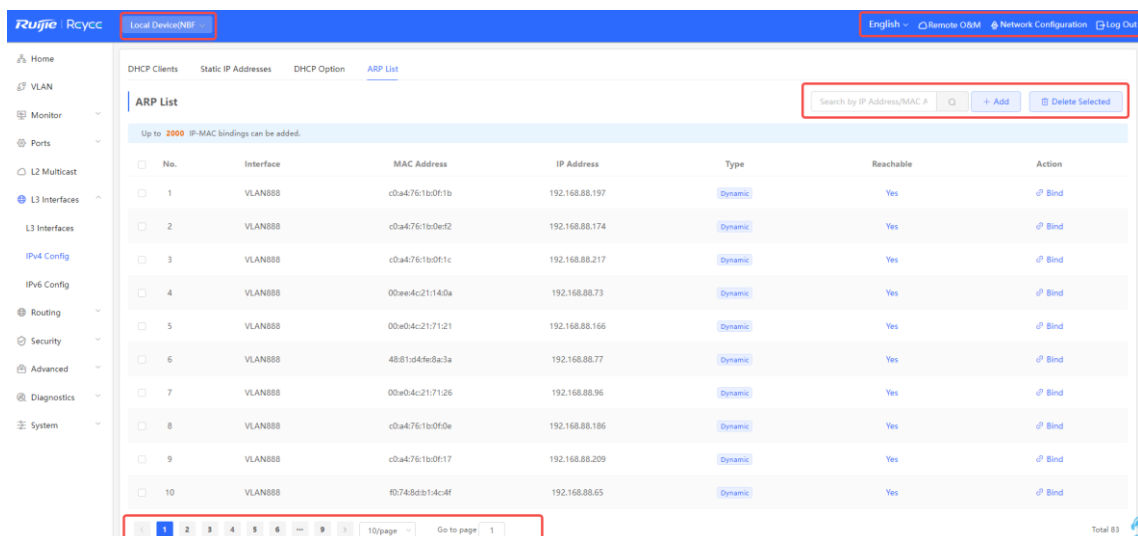 Ruijie Rcycc Local Device(NBF English Remote O&M Network Configuration Log Out
Home
VLAN
Monitor
Ports
L2 Multicast
L3 Interfaces
L3 Interfaces
IPv4 Config
IPv6 Config
Routing
Security
Advanced
Diagnostics
System
DHCP Clients Static IP Addresses DHCP Option ARP List
ARP List Search by IP Address/MAC A + Add Delete Selected
Up to 2000 IP-MAC bindings can be added.
No. Interface MAC Address IP Address Type Reachable Action
1 VLAN888 c0:a4:76:1b:0f:1b 192.168.88.197 Dynamic Yes Bind
2 VLAN888 c0:a4:76:1b:0e:f2 192.168.88.174 Dynamic Yes Bind
3 VLAN888 c0:a4:76:1b:0f:1c 192.168.88.217 Dynamic Yes Bind
4 VLAN888 00:ee:4c:21:14:0a 192.168.88.73 Dynamic Yes Bind
5 VLAN888 00:e0:4c:21:71:21 192.168.88.166 Dynamic Yes Bind
6 VLAN888 48:81:d4:fe:8a:3a 192.168.88.77 Dynamic Yes Bind
7 VLAN888 00:e0:4c:21:71:26 192.168.88.96 Dynamic Yes Bind
8 VLAN888 c0:a4:76:1b:0f:0e 192.168.88.186 Dynamic Yes Bind
9 VLAN888 c0:a4:76:1b:0f:17 192.168.88.209 Dynamic Yes Bind
10 VLAN888 f0:74:8d:b1:4c:4f 192.168.88.65 Dynamic Yes Bind
1 2 3 4 5 6 ... 9 10/page Go to page 1 Total 83